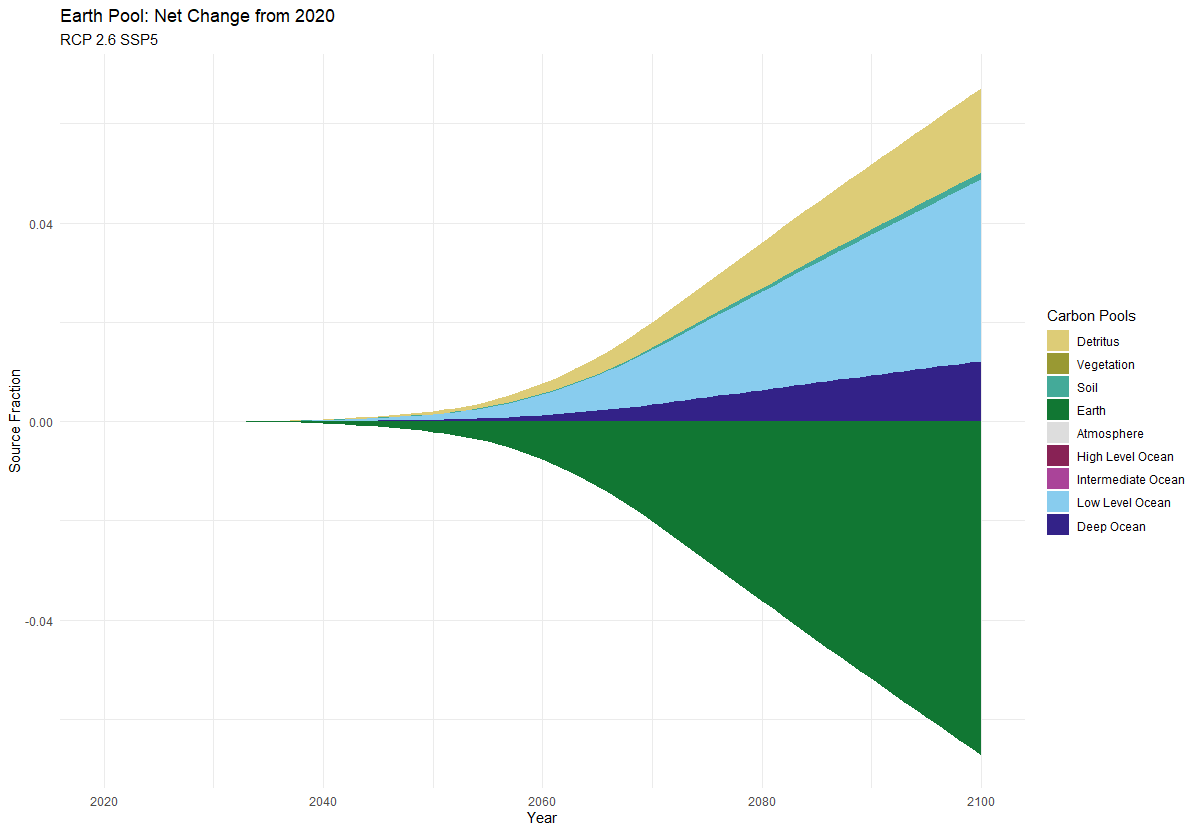 Earth Pool: Net Change from 2020
RCP 2.6 SSP5
Source Fraction
0.04
0.00
-0.04
2020 2040 2060 2080 2100
Year
Carbon Pools
Detritus
Vegetation
Soil
Earth
Atmosphere
High Level Ocean
Intermediate Ocean
Low Level Ocean
Deep Ocean